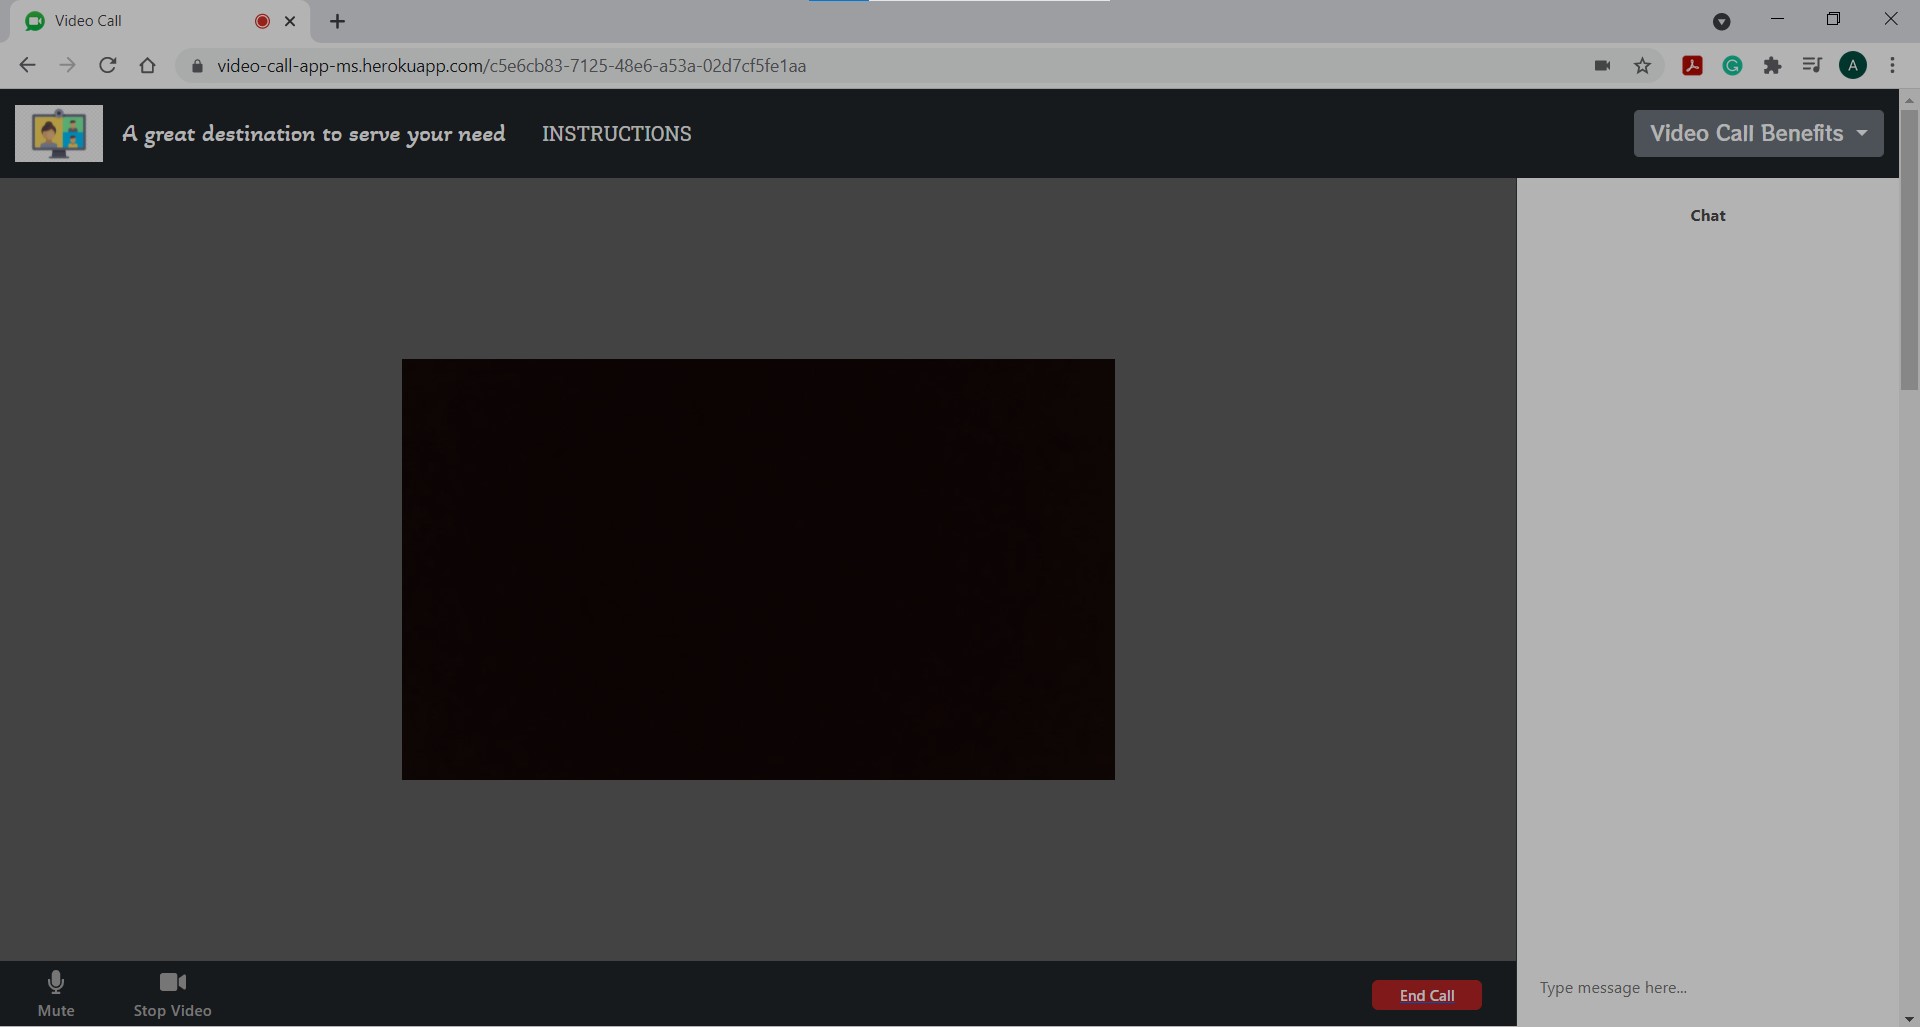 Video Call
video-call-app-ms.herokuapp.com/c5e6cb83-7125-48e6-a53a-02d7cf5fe1aa
A
A great destination to serve your need
INSTRUCTIONS
Video Call Benefits
Chat
Mute
Stop Video
End Call
Type message here...